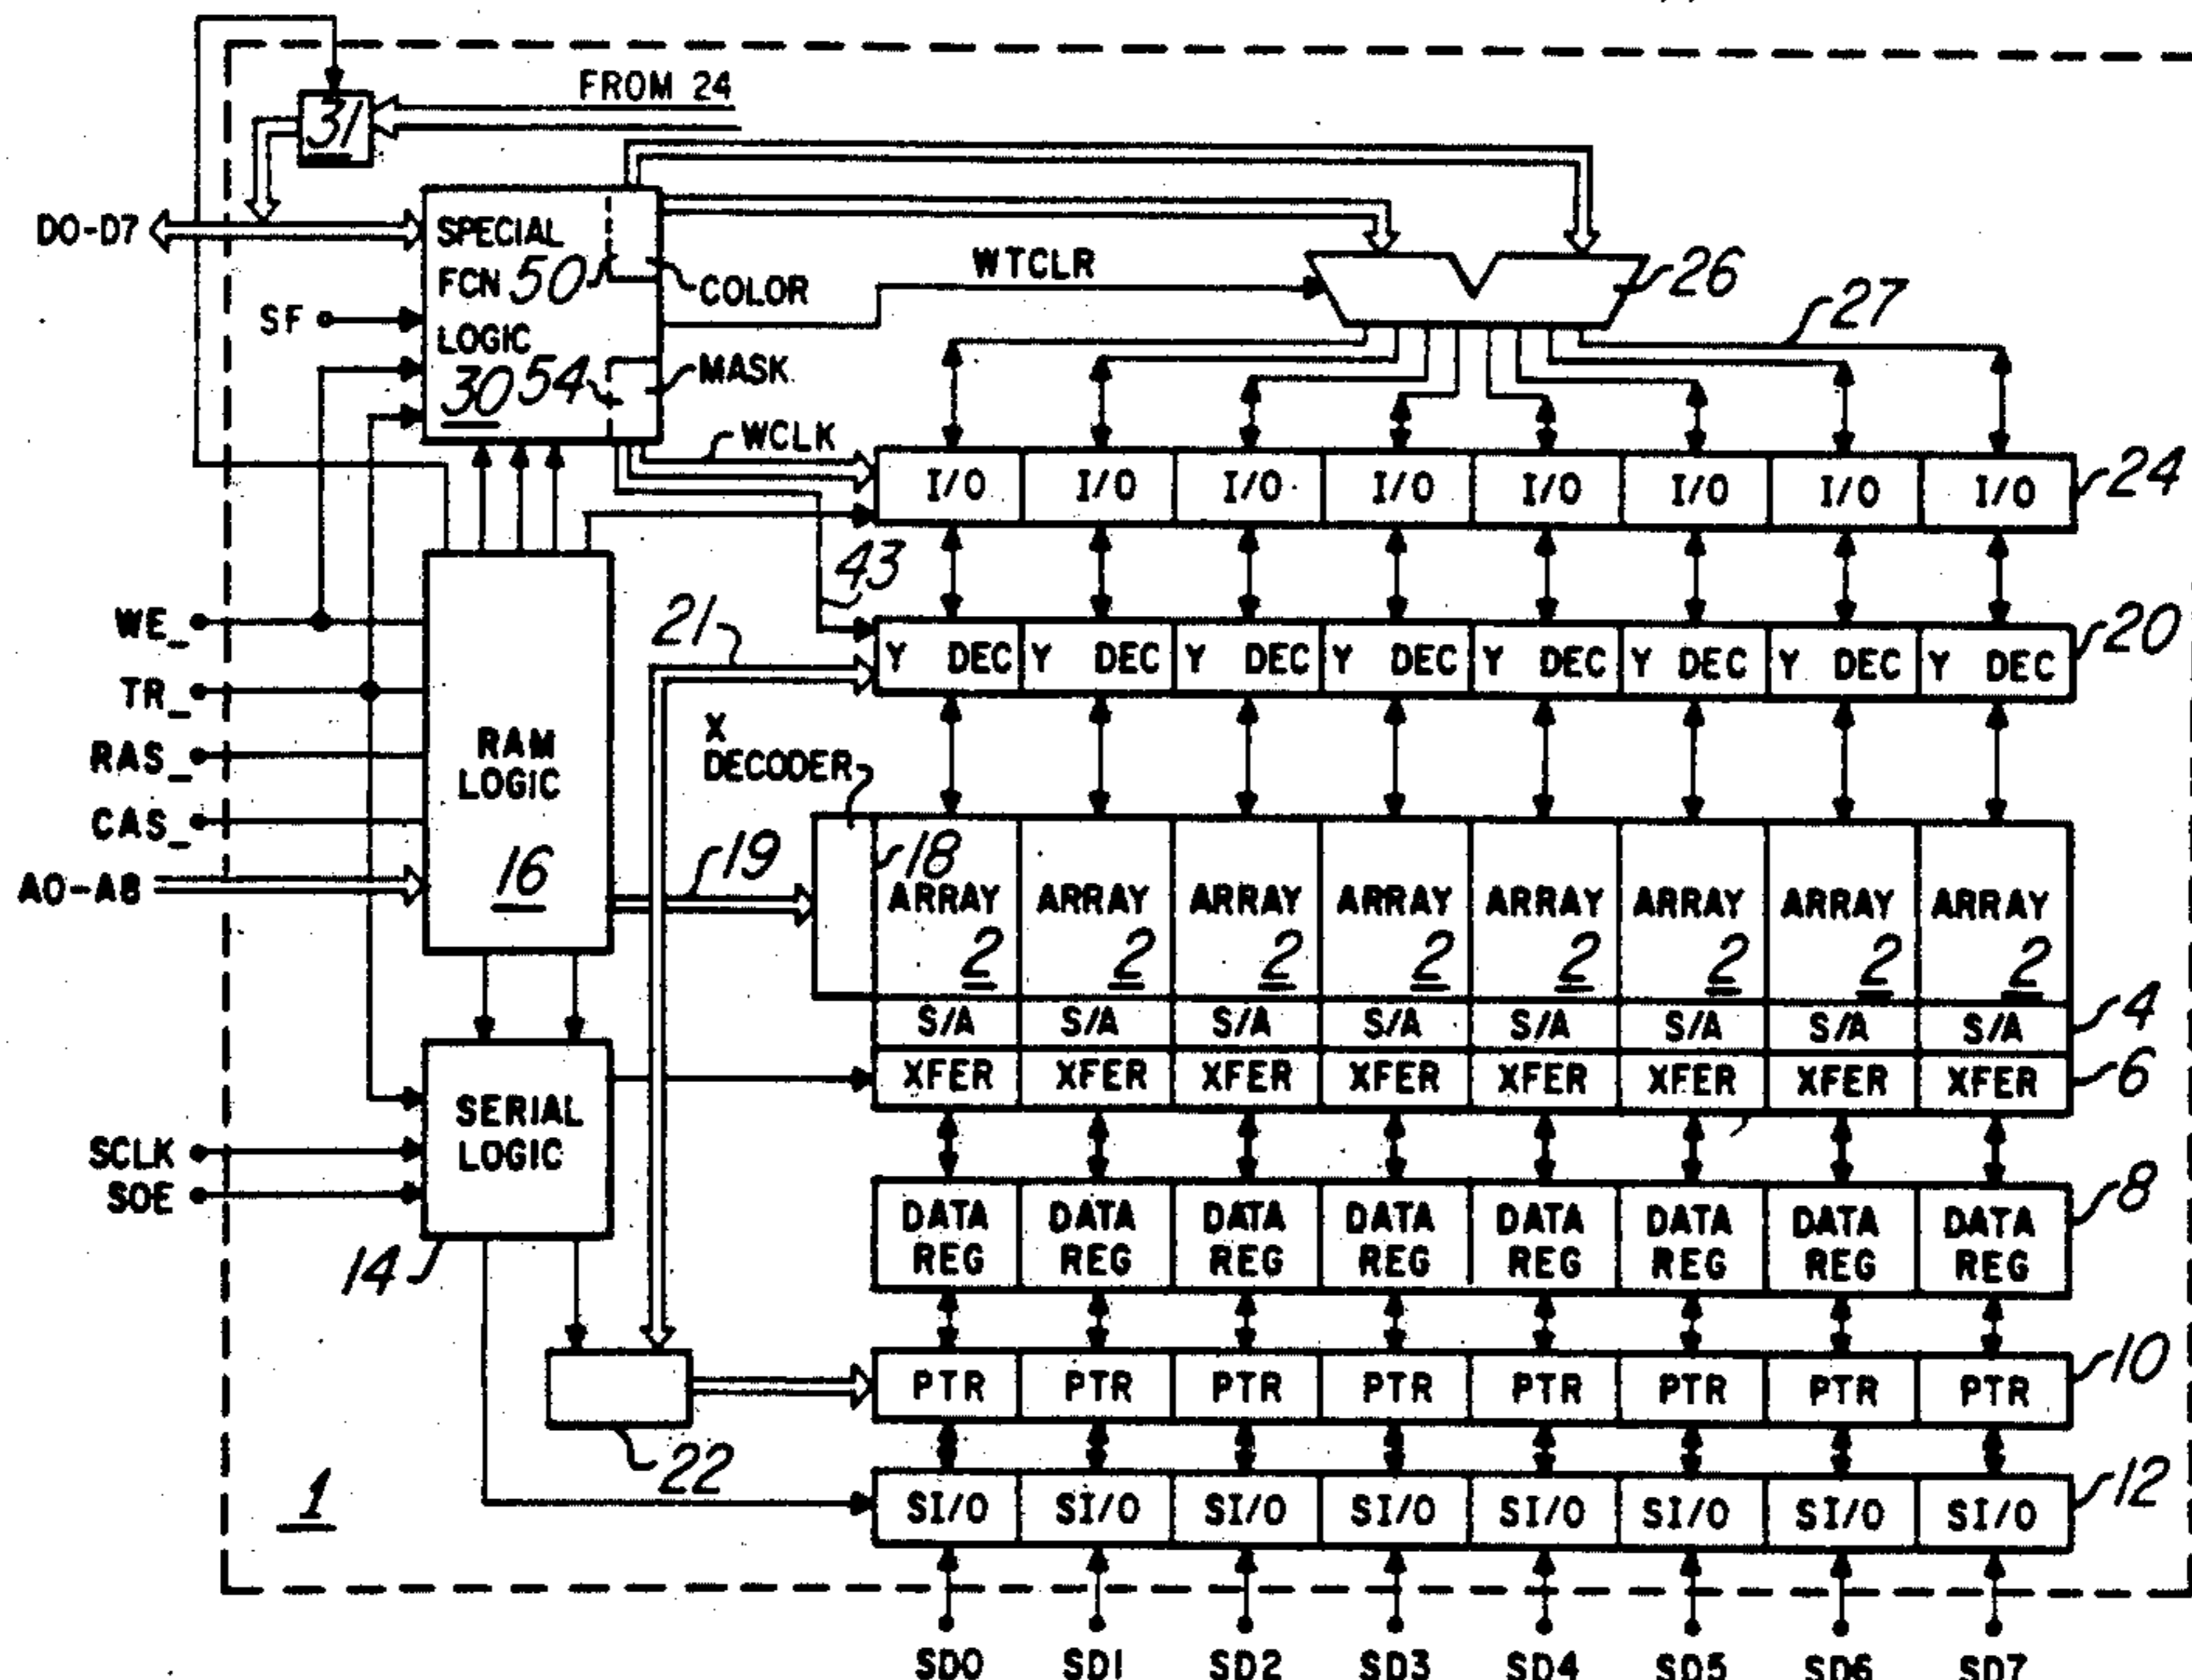 FROM 24
31
D0-D7
SPECIAL
FCN 50
LOGIC
30 54
COLOR
MASK
WTCLR
26
27
SF
WCLK
I/O I/O I/O I/O I/O I/O I/O I/O
24
43
21
WE_
TR_
RAS_
CAS_
A0-A8
RAM
LOGIC
16
Y DEC Y DEC Y DEC Y DEC Y DEC Y DEC Y DEC Y DEC
20
X
DECODER
19
18
ARRAY ARRAY ARRAY ARRAY ARRAY ARRAY ARRAY ARRAY
2 2 2 2 2 2 2 2
S/A S/A S/A S/A S/A S/A S/A S/A
4
XFER XFER XFER XFER XFER XFER XFER XFER
6
SERIAL
LOGIC
SCLK
SOE
14
DATA DATA DATA DATA DATA DATA DATA DATA
REG REG REG REG REG REG REG REG
8
PTR PTR PTR PTR PTR PTR PTR PTR
10
22
SI/O SI/O SI/O SI/O SI/O SI/O SI/O SI/O
12
1
SD0 SD1 SD2 SD3 SD4 SD5 SD6 SD7